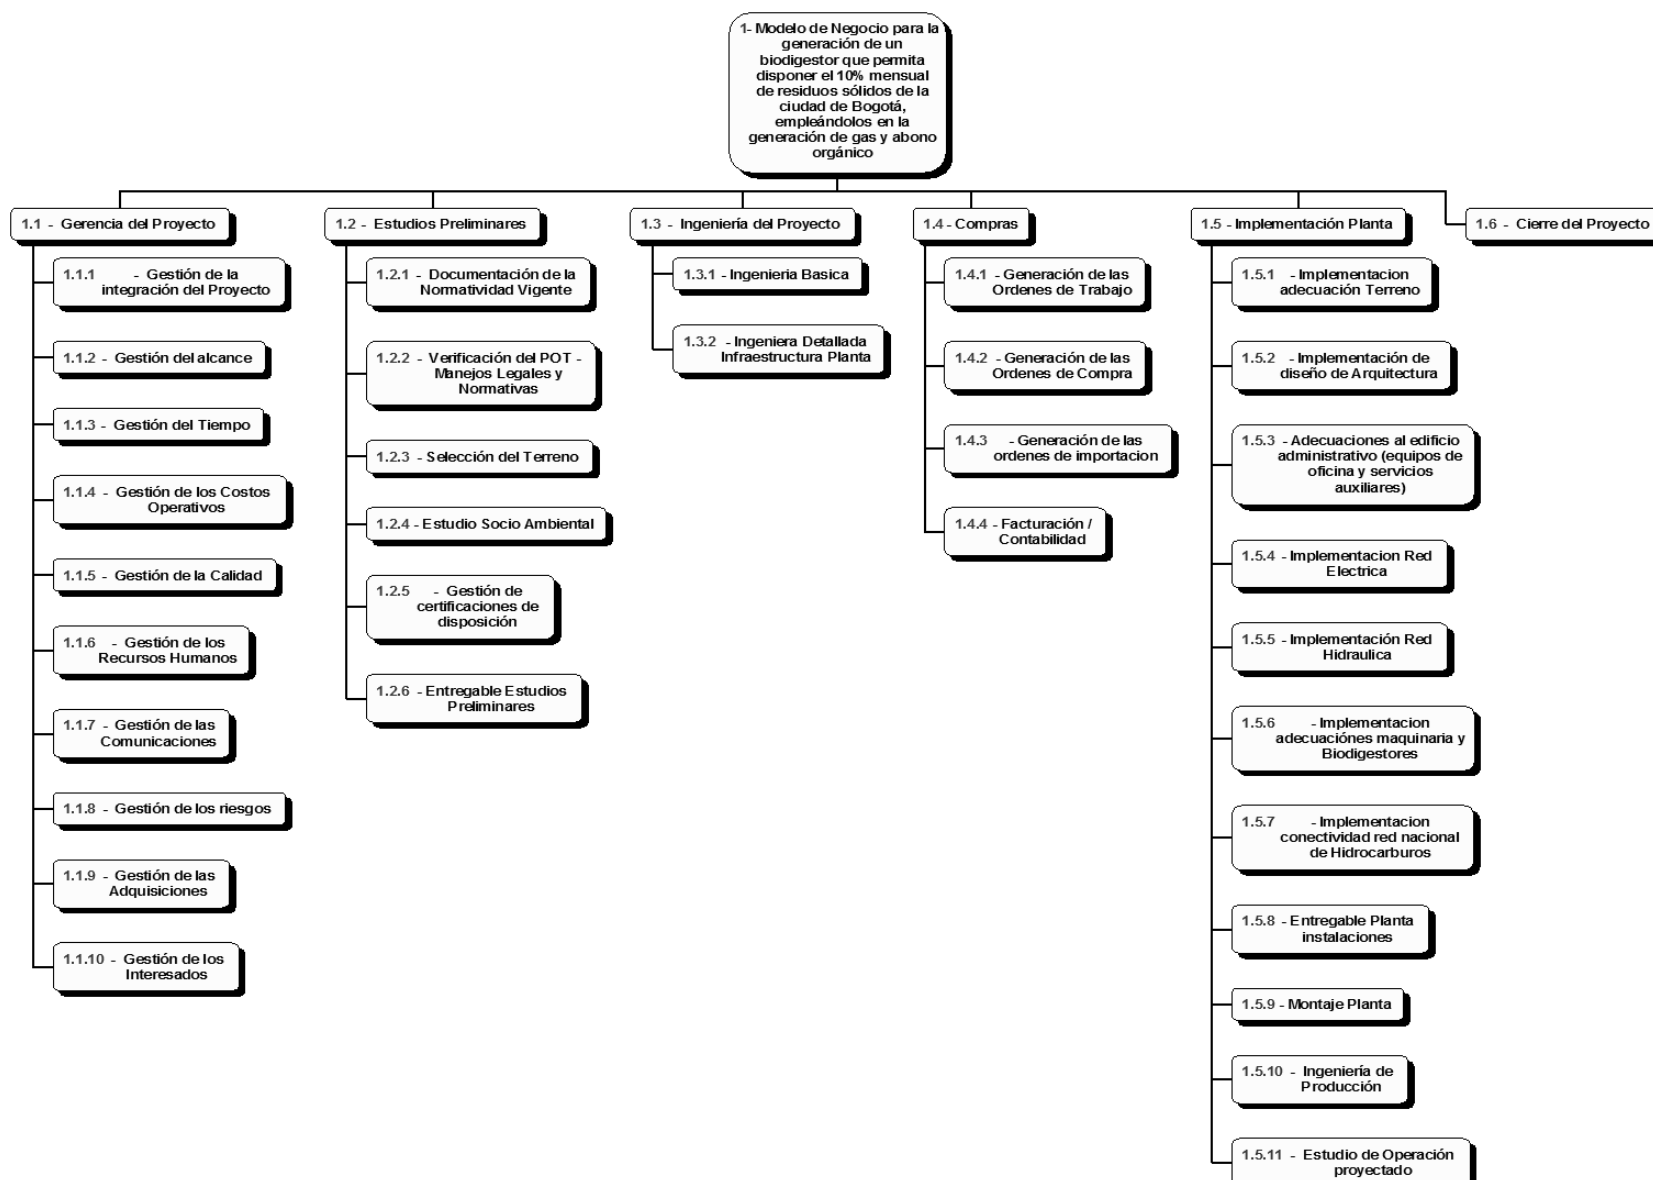 1- Modelo de Negocio para la
generación de un
biodigestor que permita
disponer el 10% mensual
de residuos sólidos de la
ciudad de Bogotá,
empleándolos en la
generación de gas y abono
orgánico
1.1 - Gerencia del Proyecto
1.1.1 - Gestión de la
integración del Proyecto
1.1.2 - Gestión del alcance
1.1.3 - Gestión del Tiempo
1.1.4 - Gestión de los Costos
Operativos
1.1.5 - Gestión de la Calidad
1.1.6 - Gestión de los
Recursos Humanos
1.1.7 - Gestión de las
Comunicaciones
1.1.8 - Gestión de los riesgos
1.1.9 - Gestión de las
Adquisiciones
1.1.10 - Gestión de los
Interesados
1.2 - Estudios Preliminares
1.2.1 - Documentación de la
Normatividad Vigente
1.2.2 - Verificación del POT -
Manejos Legales y
Normativas
1.2.3 - Selección del Terreno
1.2.4 - Estudio Socio Ambiental
1.2.5 - Gestión de
certificaciones de
disposición
1.2.6 - Entregable Estudios
Preliminares
1.3 - Ingeniería del Proyecto
1.3.1 - Ingenieria Basica
1.3.2 - Ingeniera Detallada
Infraestructura Planta
1.4 - Compras
1.4.1 - Generación de las
Ordenes de Trabajo
1.4.2 - Generación de las
Ordenes de Compra
1.4.3 - Generación de las
ordenes de importacion
1.4.4 - Facturación /
Contabilidad
1.5 - Implementación Planta
1.5.1 - Implementacion
adecuación Terreno
1.5.2 - Implementación de
diseño de Arquitectura
1.5.3 - Adecuaciones al edificio
administrativo (equipos de
oficina y servicios
auxiliares)
1.5.4 - Implementacion Red
Electrica
1.5.5 - Implementación Red
Hidraulica
1.5.6 - Implementacion
adecuaciónes maquinaria y
Biodigestores
1.5.7 - Implementacion
conectividad red nacional
de Hidrocarburos
1.5.8 - Entregable Planta
instalaciones
1.5.9 - Montaje Planta
1.5.10 - Ingeniería de
Producción
1.5.11 - Estudio de Operación
proyectado
1.6 - Cierre del Proyecto